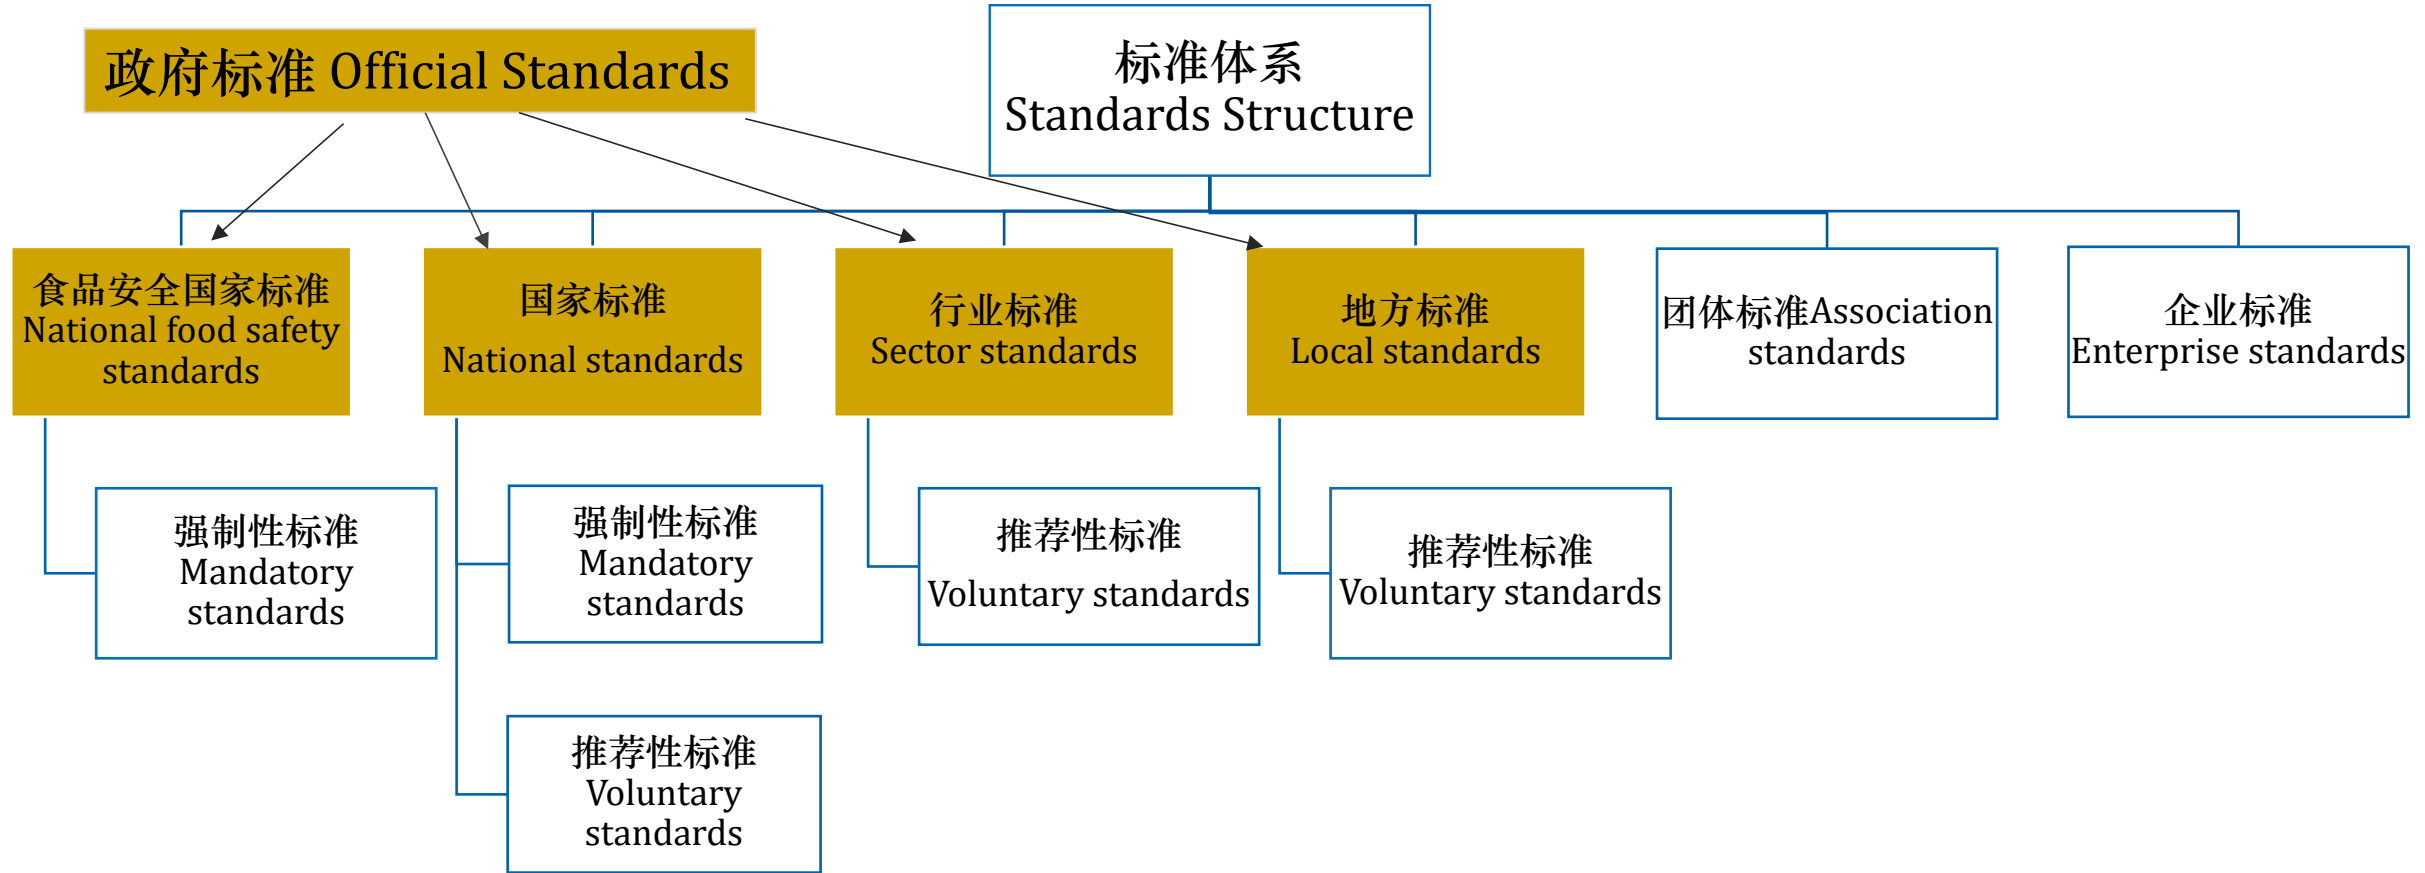 政府标准 Official Standards
标准体系
Standards Structure
食品安全国家标准
National food safety
standards
国家标准
National standards
行业标准
Sector standards
地方标准
Local standards
团体标准Association
standards
企业标准
Enterprise standards
强制性标准
Mandatory
standards
强制性标准
Mandatory
standards
推荐性标准
Voluntary standards
推荐性标准
Voluntary standards
推荐性标准
Voluntary
standards